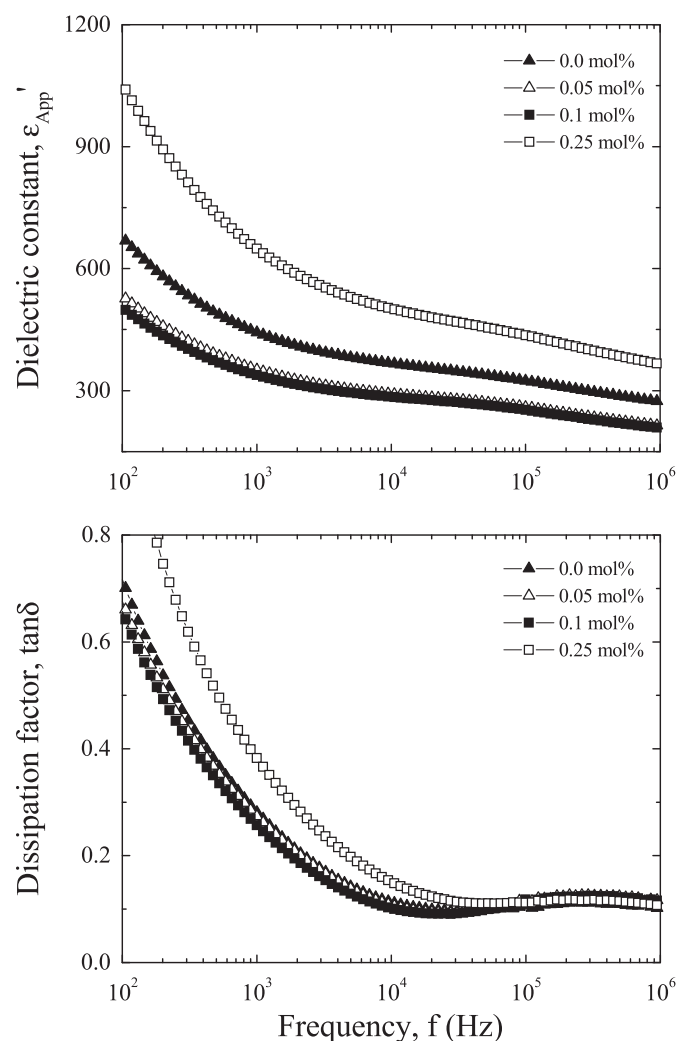 1200
900
600
300
Dielectric constant, εApp'
0.0 mol%
0.05 mol%
0.1 mol%
0.25 mol%
10² 10³ 10⁴ 10⁵ 10⁶
0.8
0.6
0.4
0.2
0.0
Dissipation factor, tanδ
0.0 mol%
0.05 mol%
0.1 mol%
0.25 mol%
10² 10³ 10⁴ 10⁵ 10⁶
Frequency, f (Hz)